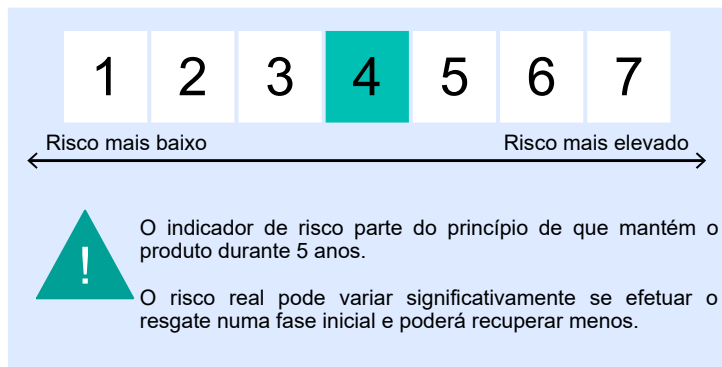 1 2 3 4 5 6 7
Risco mais baixo Risco mais elevado
!
O indicador de risco parte do princípio de que mantém o
produto durante 5 anos.
O risco real pode variar significativamente se efetuar o
resgate numa fase inicial e poderá recuperar menos.